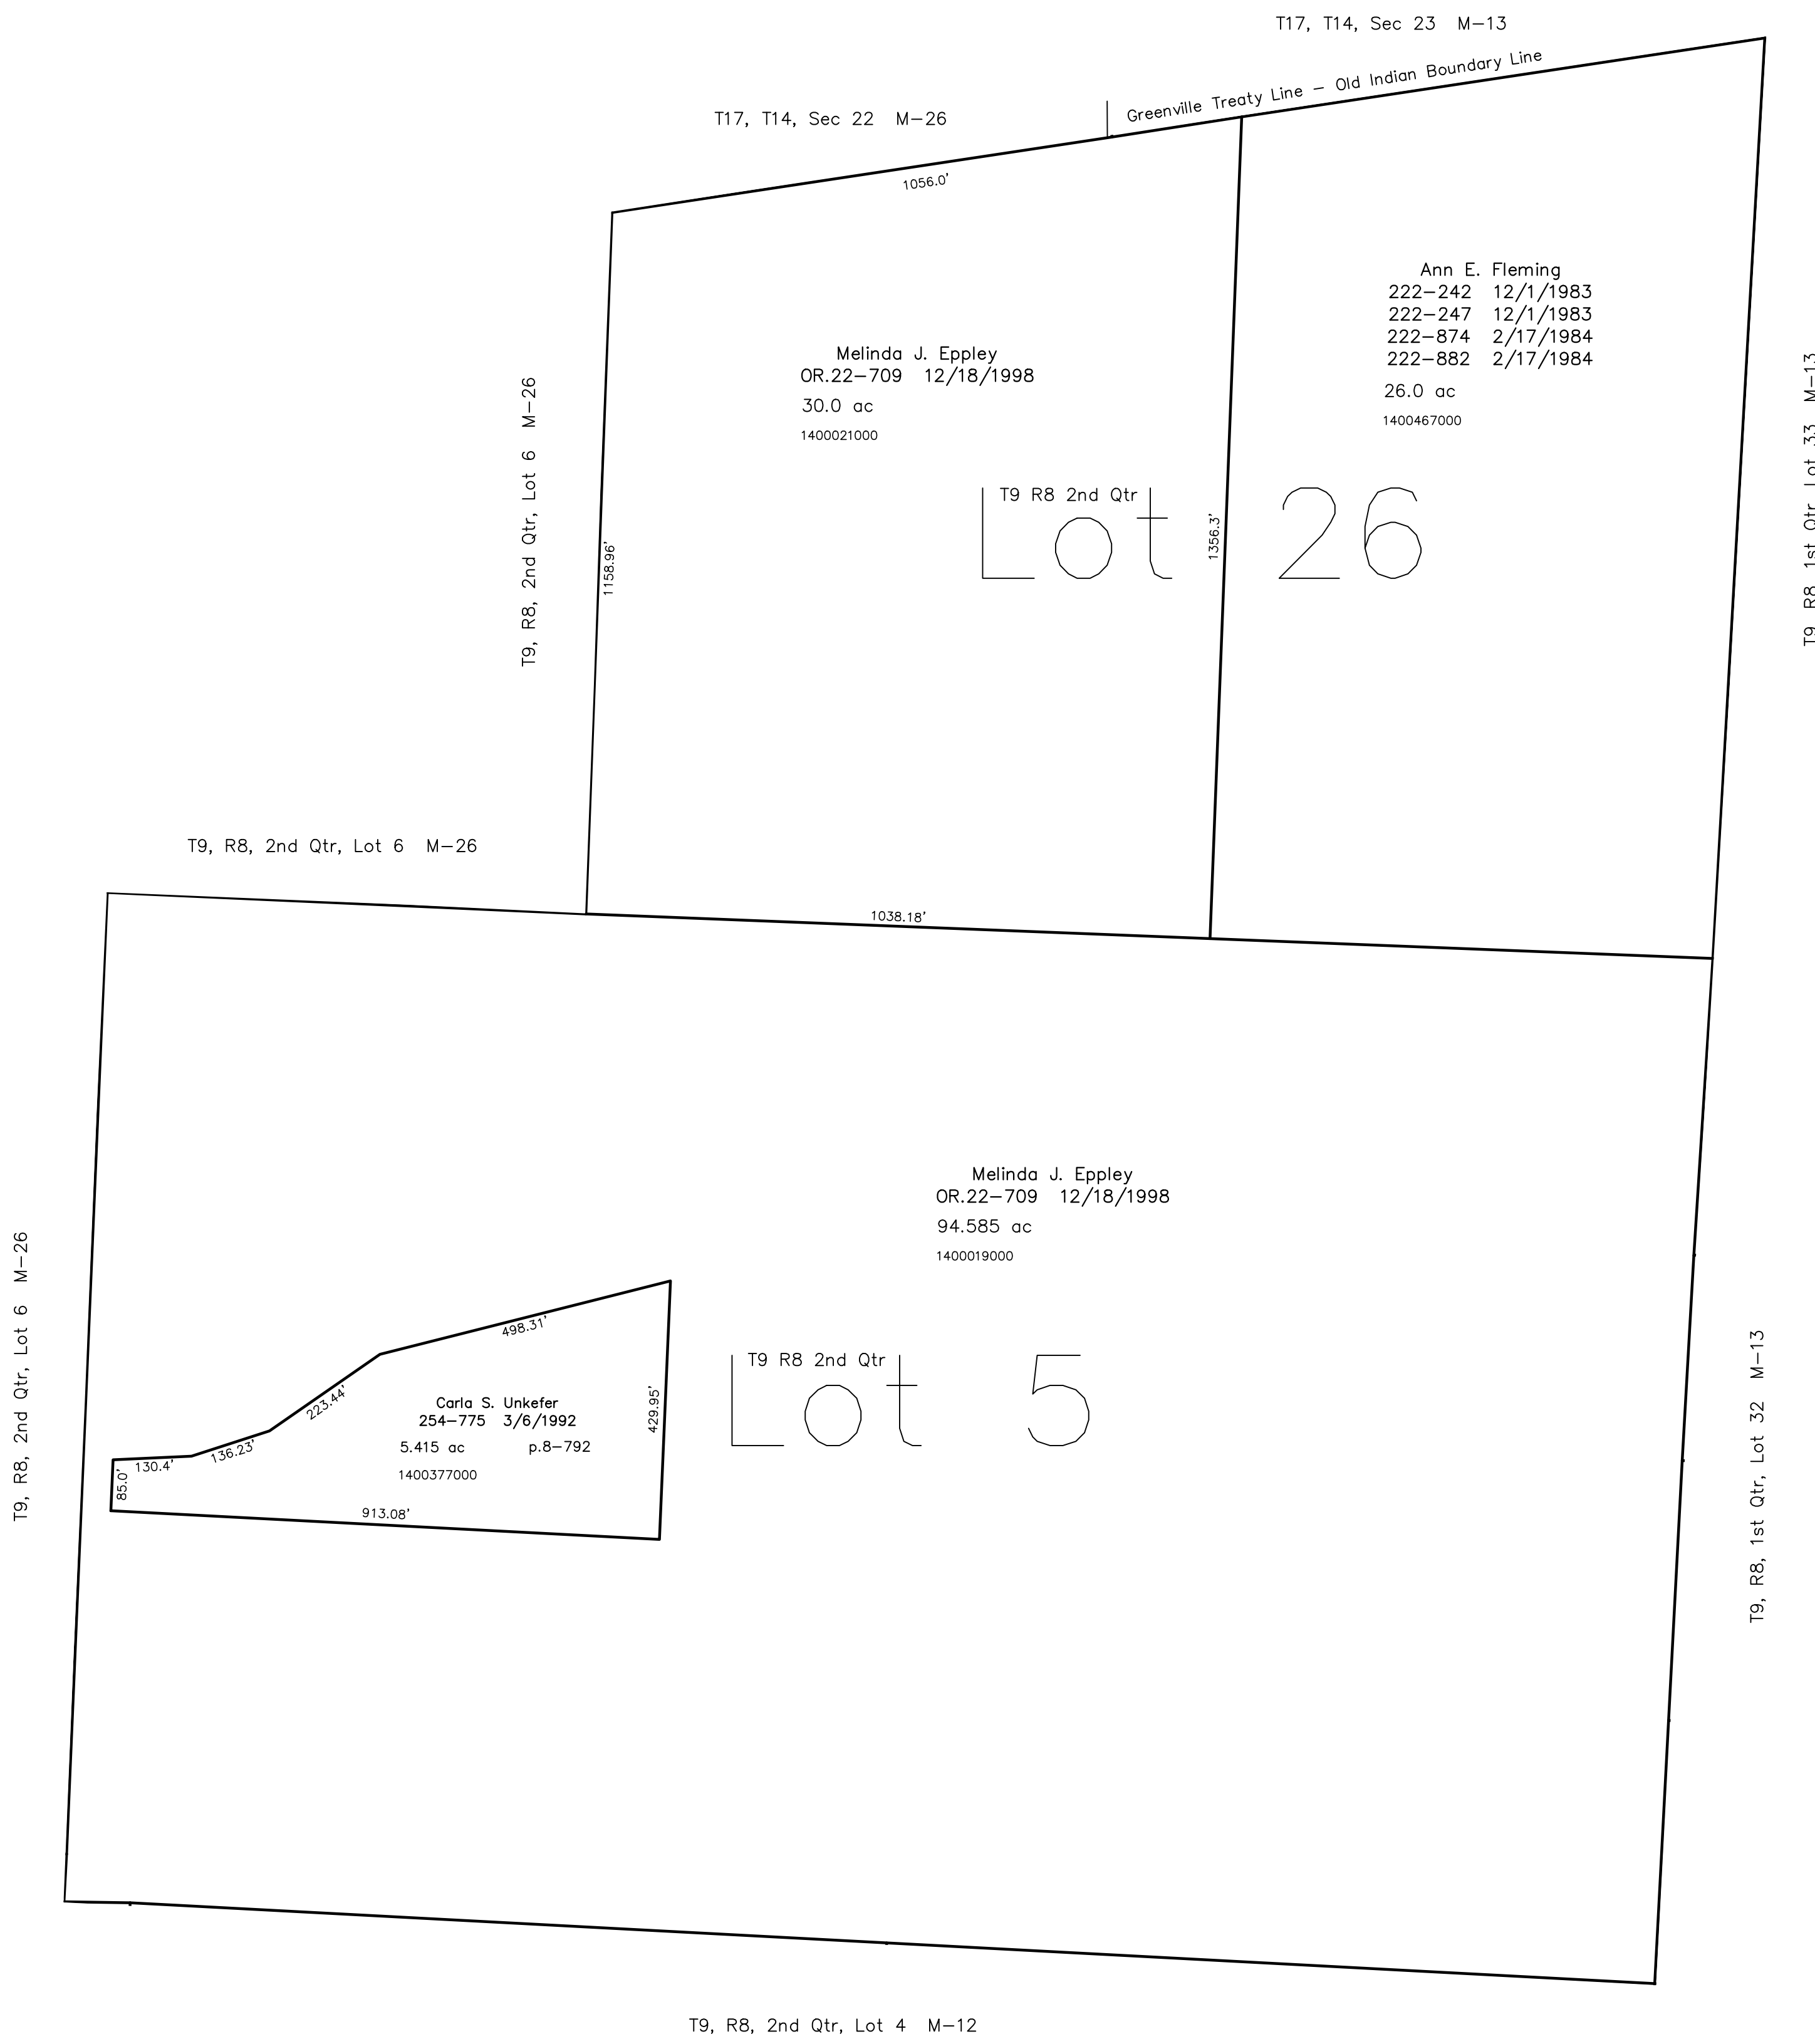 T17, T14, Sec 23 M-13
Greenville Treaty Line - Old Indian Boundary Line
T17, T14, Sec 22 M-26
1056.0'
Ann E. Fleming
222-242 12/1/1983
222-247 12/1/1983
222-874 2/17/1984
222-882 2/17/1984
26.0 ac
1400467000
Melinda J. Eppley
OR.22-709 12/18/1998
30.0 ac
1400021000
T9, R8, 2nd Qtr, Lot 6 M-26
T9, R8, 1st Qtr, Lot 33 M-13
T9 R8 2nd Qtr
Lot 26
1158.96'
1356.3'
T9, R8, 2nd Qtr, Lot 6 M-26
1038.18'
Melinda J. Eppley
OR.22-709 12/18/1998
94.585 ac
1400019000
T9, R8, 2nd Qtr, Lot 6 M-26
498.31'
T9 R8 2nd Qtr
Lot 5
223.44'
Carla S. Unkefer
254-775 3/6/1992
5.415 ac p.8-792
1400377000
429.95'
136.23'
130.4'
85.0'
913.08'
T9, R8, 1st Qtr, Lot 32 M-13
T9, R8, 2nd Qtr, Lot 4 M-12